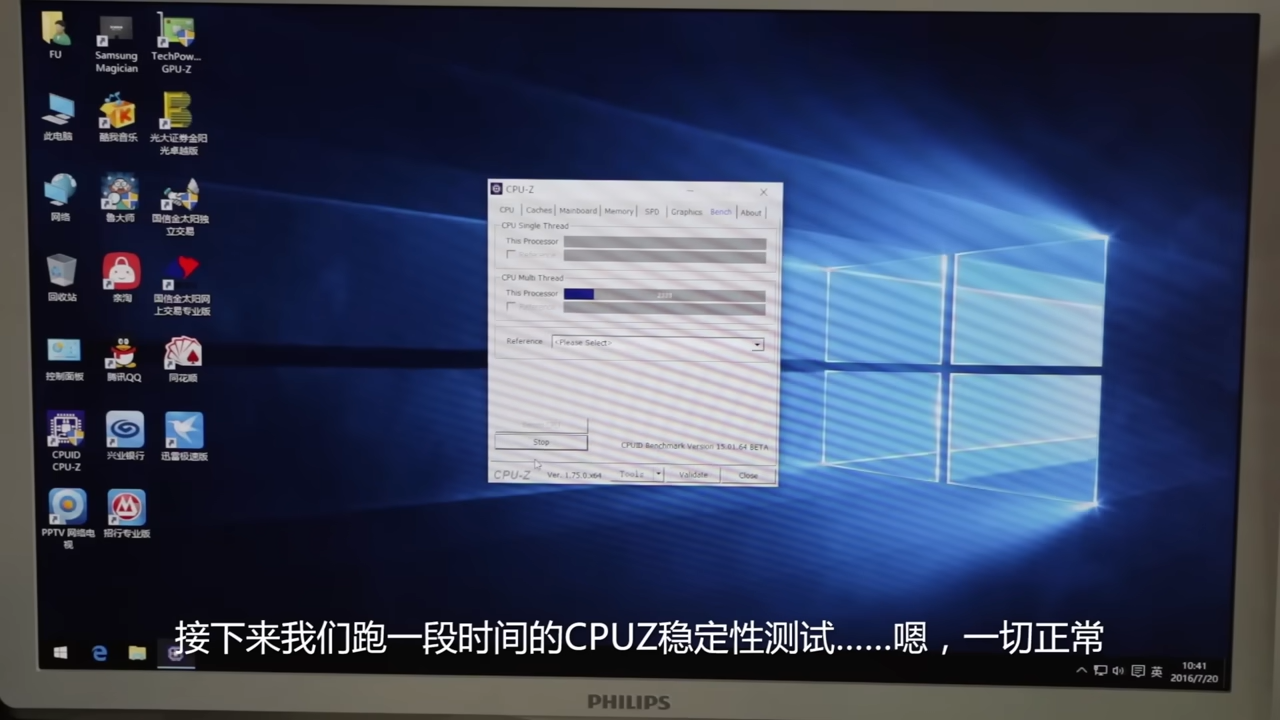 FU
Samsung
Magician
TechPow...
GPU-Z
此电脑
酷我音乐
光大证券金阳
光卓越版
网络
鲁大师
国信金太阳独
立交易
回收站
亲淘
国信金太阳网
上交易专业版
控制面板
腾讯QQ
同花顺
CPUID
CPU-Z
兴业银行
迅雷极速版
PPTV 网络电
视
招行专业版
CPU-Z
CPU Caches Mainboard Memory SPD Graphics Bench About
CPU Single Thread
This Processor
CPU Multi Thread
This Processor
Reference <Please Select>
Stop
CPUID Benchmark Version 15.01.64 BETA
CPU-Z Ver. 1.75.0.x64 Tools Validate Close
接下来我们跑一段时间的CPUZ稳定性测试......嗯，一切正常
英
10:41
2016/7/20
PHILIPS